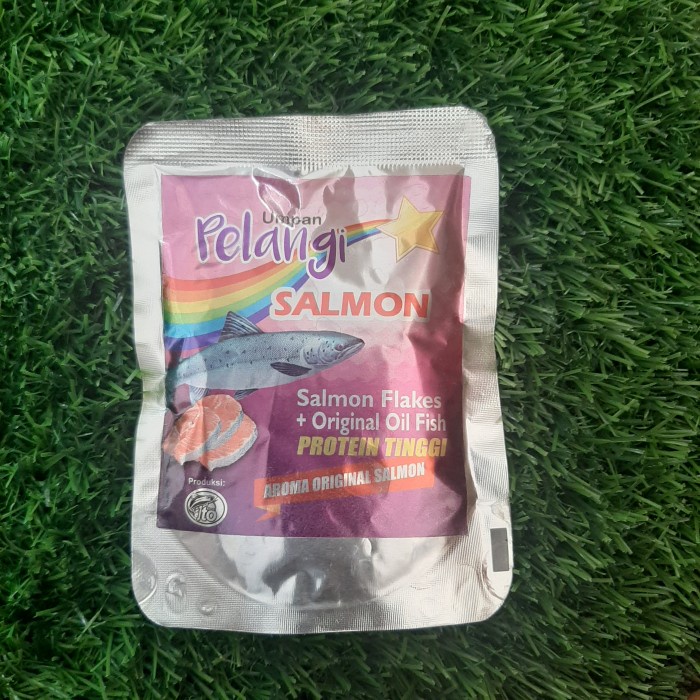 Umpan
Pelangi
SALMON
Salmon Flakes
+ Original Oil Fish
PROTEIN TINGGI
AROMA ORIGINAL SALMON
Produksi: